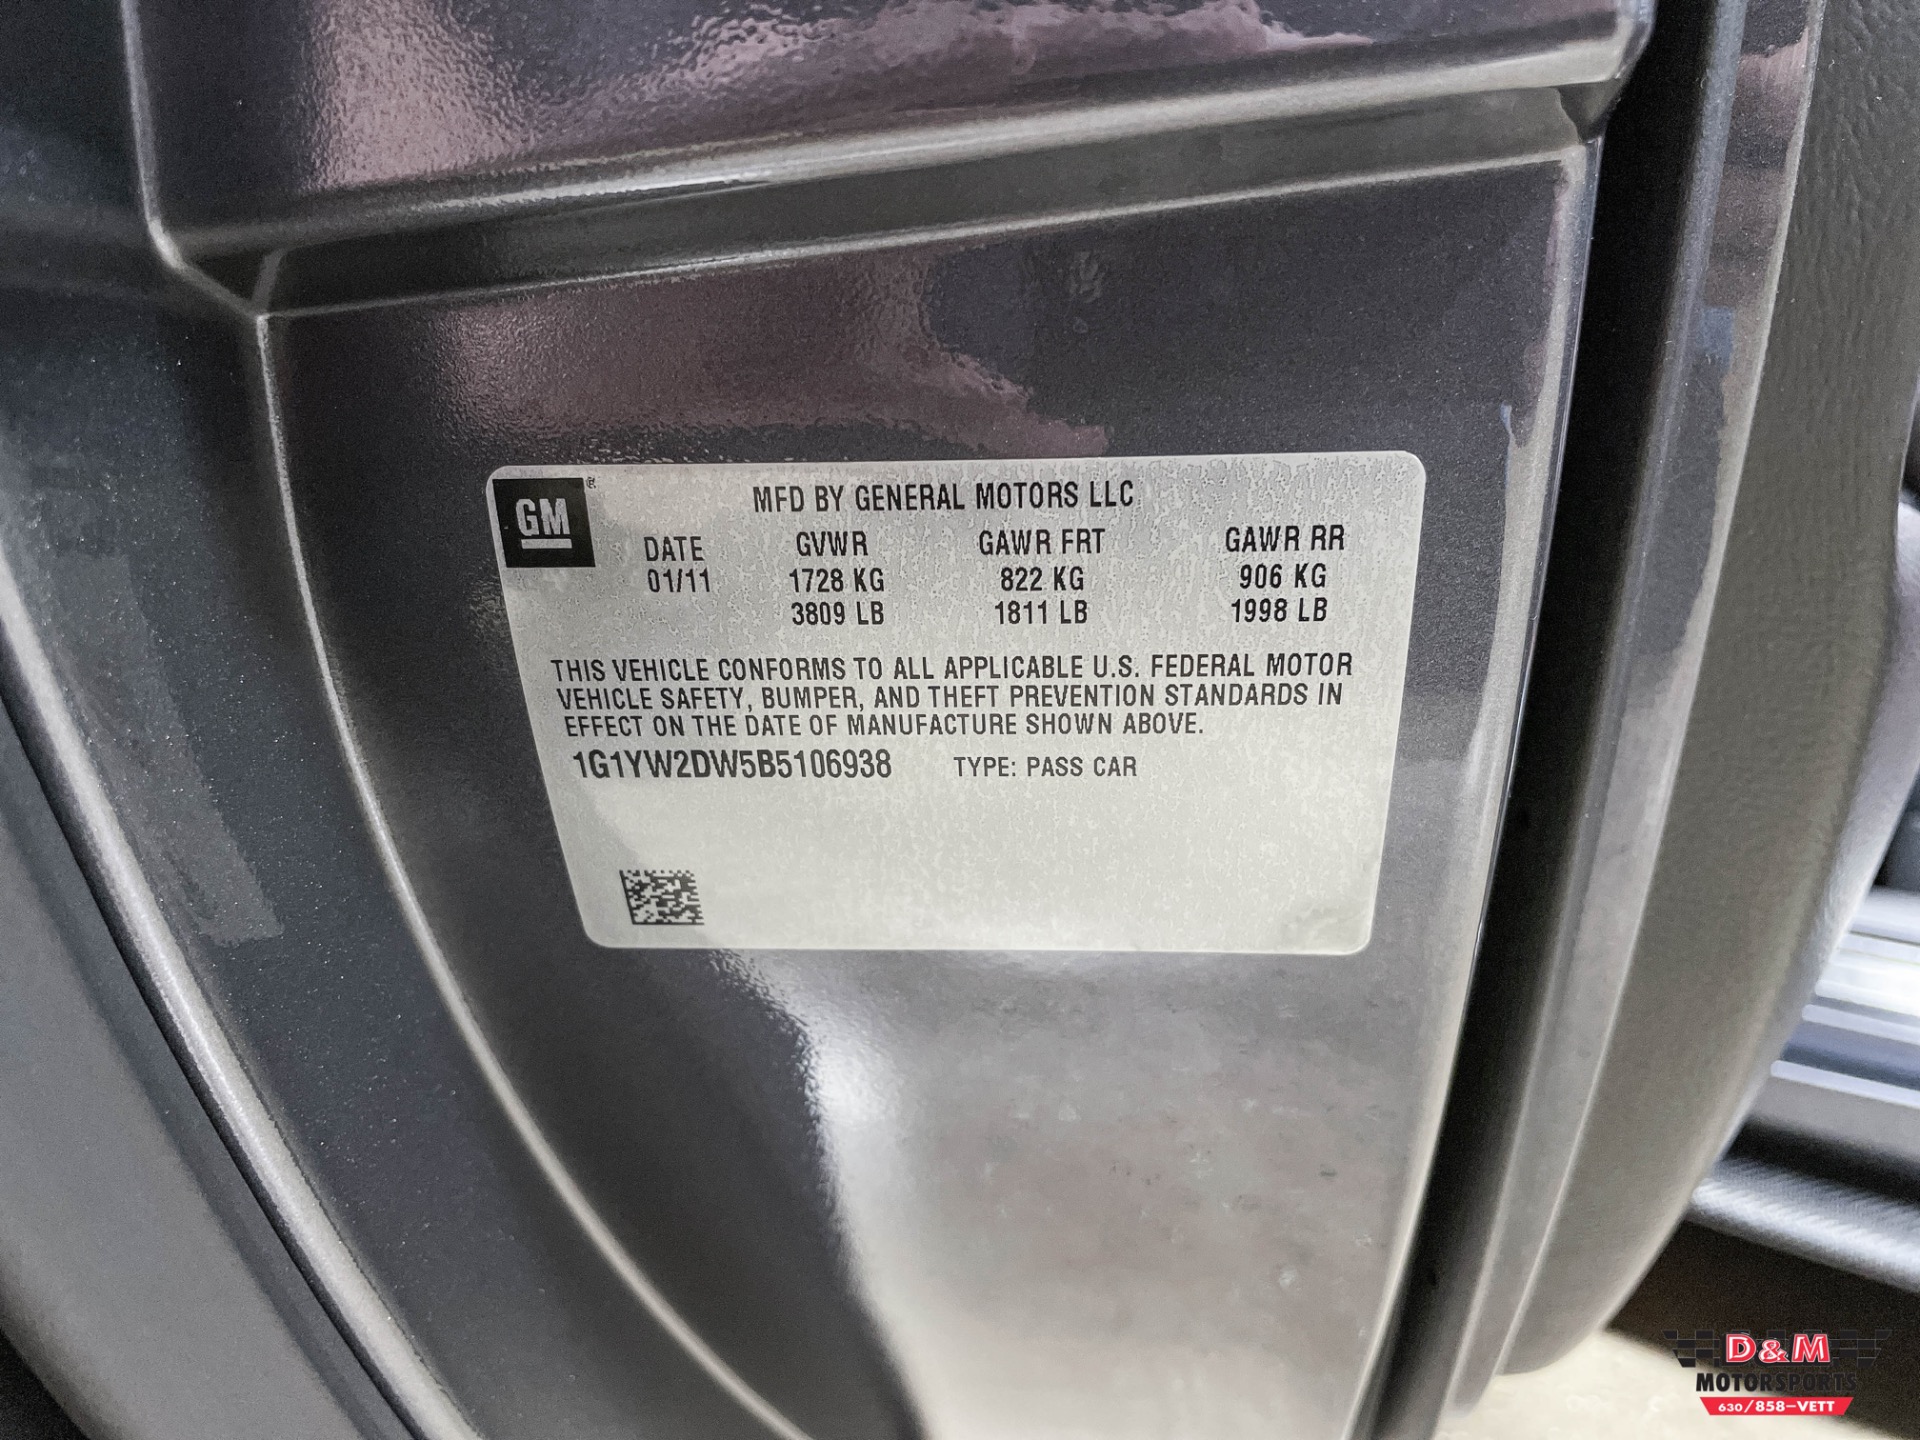 GM®
MFD BY GENERAL MOTORS LLC
DATE GVWR GAWR FRT GAWR RR
01/11 1728 KG 822 KG 906 KG
3809 LB 1811 LB 1998 LB
THIS VEHICLE CONFORMS TO ALL APPLICABLE U.S. FEDERAL MOTOR
VEHICLE SAFETY, BUMPER, AND THEFT PREVENTION STANDARDS IN
EFFECT ON THE DATE OF MANUFACTURE SHOWN ABOVE.
1G1YW2DW5B5106938 TYPE: PASS CAR
D&M
MOTORSPORTS
630/858-VETT